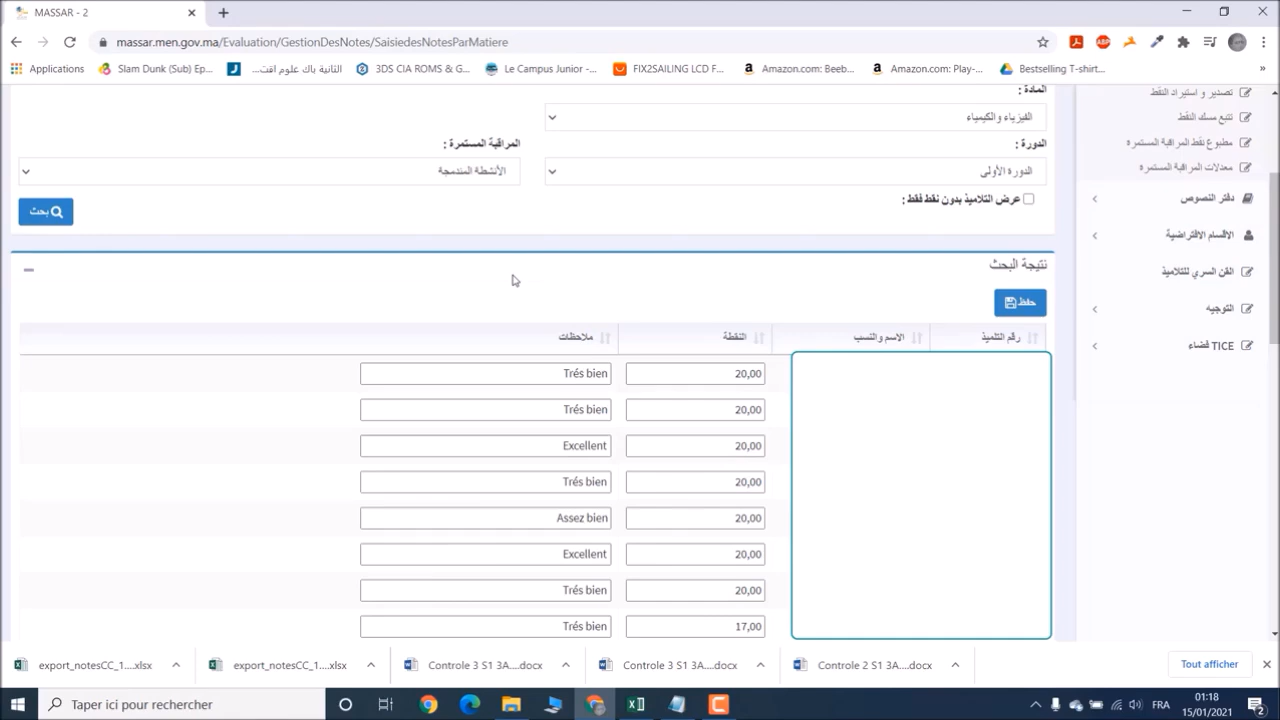 MASSAR - 2
massar.men.gov.ma/Evaluation/GestionDesNotes/SaisiedesNotesParMatiere
Applications
Slam Dunk (Sub) Ep...
الثانية باك علوم افت...
3DS CIA ROMS & G...
Le Campus Junior -...
FIX2SAILING LCD F...
Amazon.com: Beeb...
Amazon.com: Play-...
Bestselling T-shirt...
المادة :
الفيزياء والكيمياء
الدورة :
المراقبة المستمرة :
الدورة الأولى
الأنشطة المندمجة
عرض التلاميذ بدون نقط فقط :
بحث
نتيجة البحث
حفظ
رقم التلميذ
الاسم والنسب
النقطة
ملاحظات
20,00 Trés bien
20,00 Trés bien
20,00 Excellent
20,00 Trés bien
20,00 Assez bien
20,00 Excellent
20,00 Trés bien
17,00 Trés bien
تصدير و استيراد النقط
تتبع مسك النقط
مطبوع نقط المراقبة المستمرة
معدلات المراقبة المستمرة
دفتر النصوص
الاقسام الافتراضية
القن السري للتلاميذ
التوجيه
فضاء TICE
export_notesCC_1....xlsx
export_notesCC_1....xlsx
Controle 3 S1 3A....docx
Controle 3 S1 3A....docx
Controle 2 S1 3A....docx
Tout afficher
Taper ici pour rechercher
FRA
01:18
15/01/2021
2